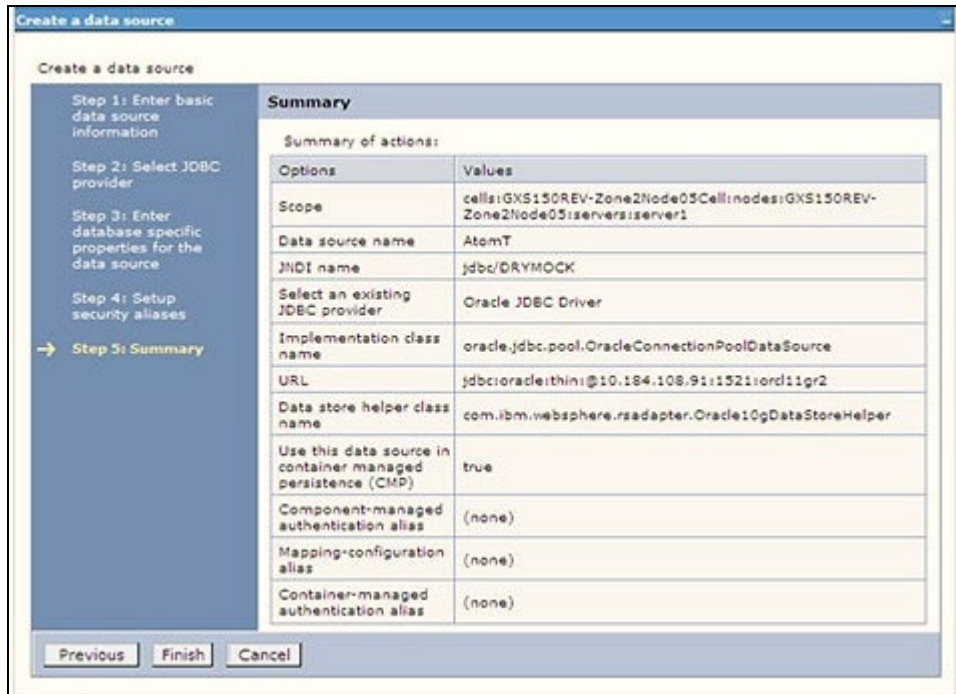 Create a data source
Create a data source
Step 1: Enter basic
data source
information
Step 2: Select JDBC
provider
Step 3: Enter
database specific
properties for the
data source
Step 4: Setup
security aliases
Step 5: Summary
Summary
Summary of actions:
Options Values
Scope cells:GXS150REV-Zone2Node05Cell:nodes:GXS150REV-
Zone2Node05:servers:server1
Data source name AtomT
JNDI name jdbc/DRYMOCK
Select an existing
JDBC provider Oracle JDBC Driver
Implementation class
name oracle.jdbc.pool.OracleConnectionPoolDataSource
URL jdbc:oracle:thin:@10.184.108.91:1521:orcl11gr2
Data store helper class
name com.ibm.websphere.rsadapter.Oracle10gDataStoreHelper
Use this data source in
container managed
persistence (CMP) true
Component-managed
authentication alias (none)
Mapping-configuration
alias (none)
Container-managed
authentication alias (none)
Previous Finish Cancel